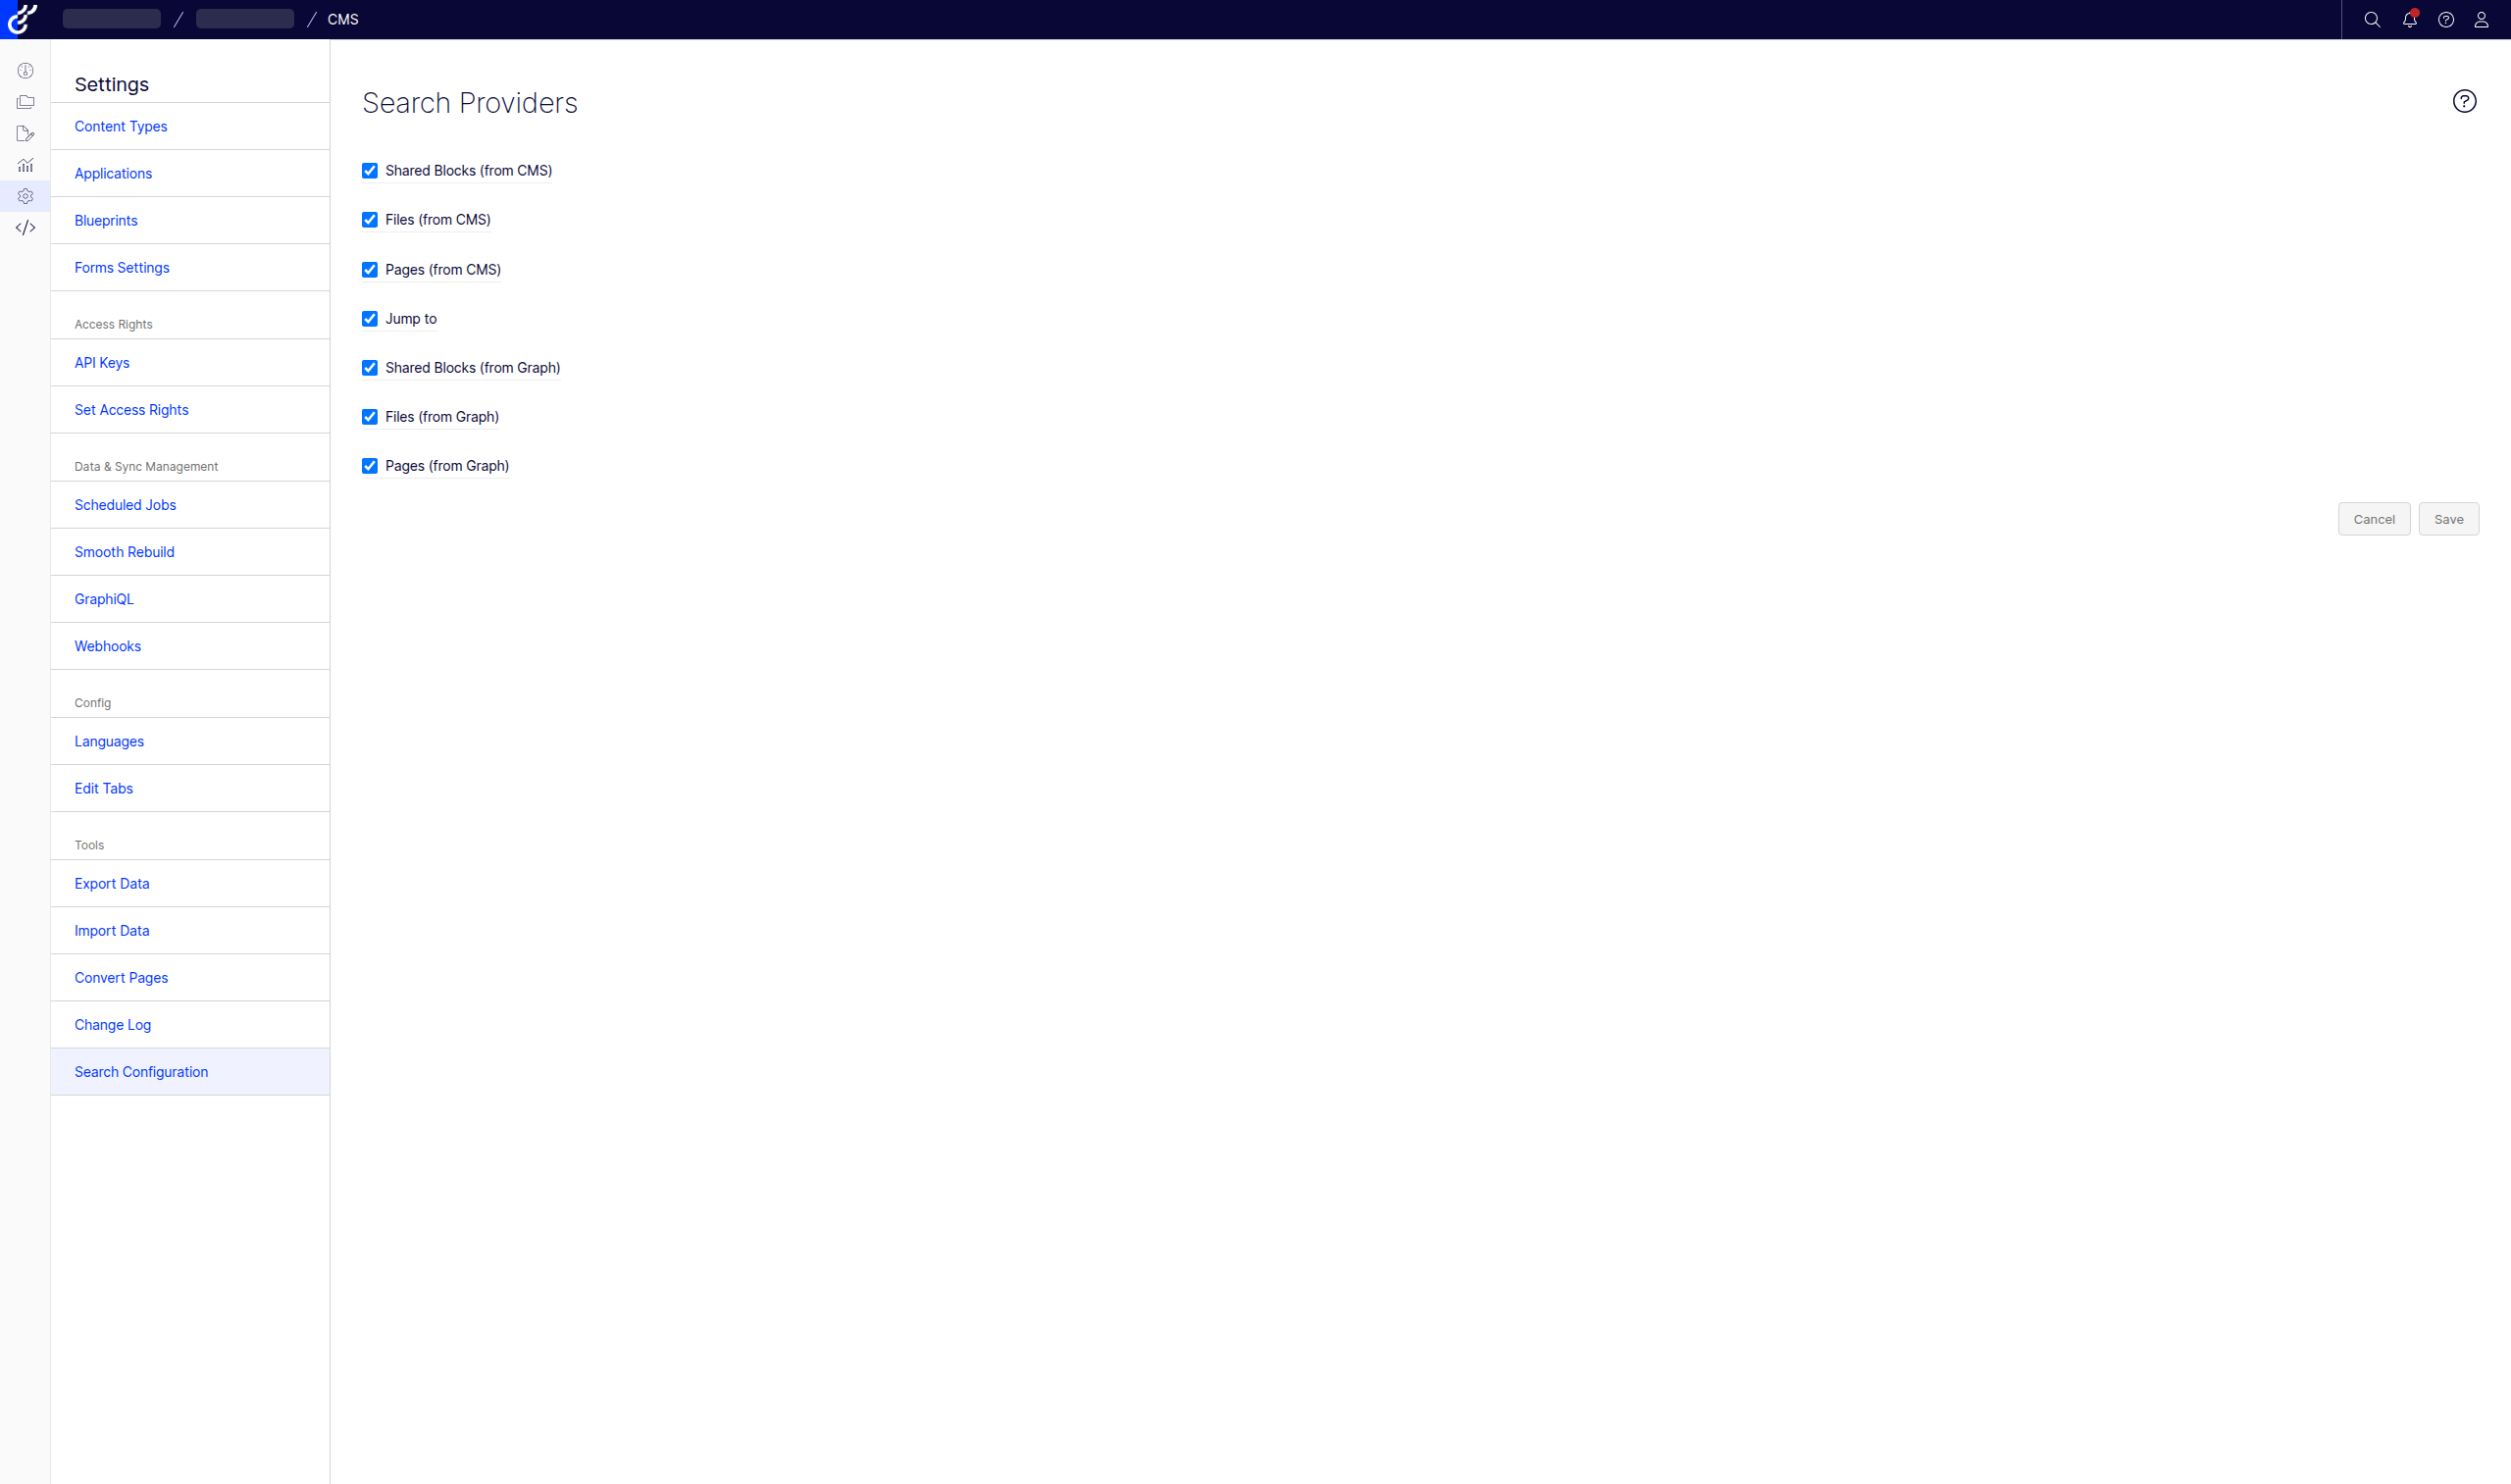 / / CMS
Settings
Content Types
Applications
Blueprints
Forms Settings
Access Rights
API Keys
Set Access Rights
Data & Sync Management
Scheduled Jobs
Smooth Rebuild
GraphiQL
Webhooks
Config
Languages
Edit Tabs
Tools
Export Data
Import Data
Convert Pages
Change Log
Search Configuration
Search Providers
Shared Blocks (from CMS)
Files (from CMS)
Pages (from CMS)
Jump to
Shared Blocks (from Graph)
Files (from Graph)
Pages (from Graph)
Cancel Save